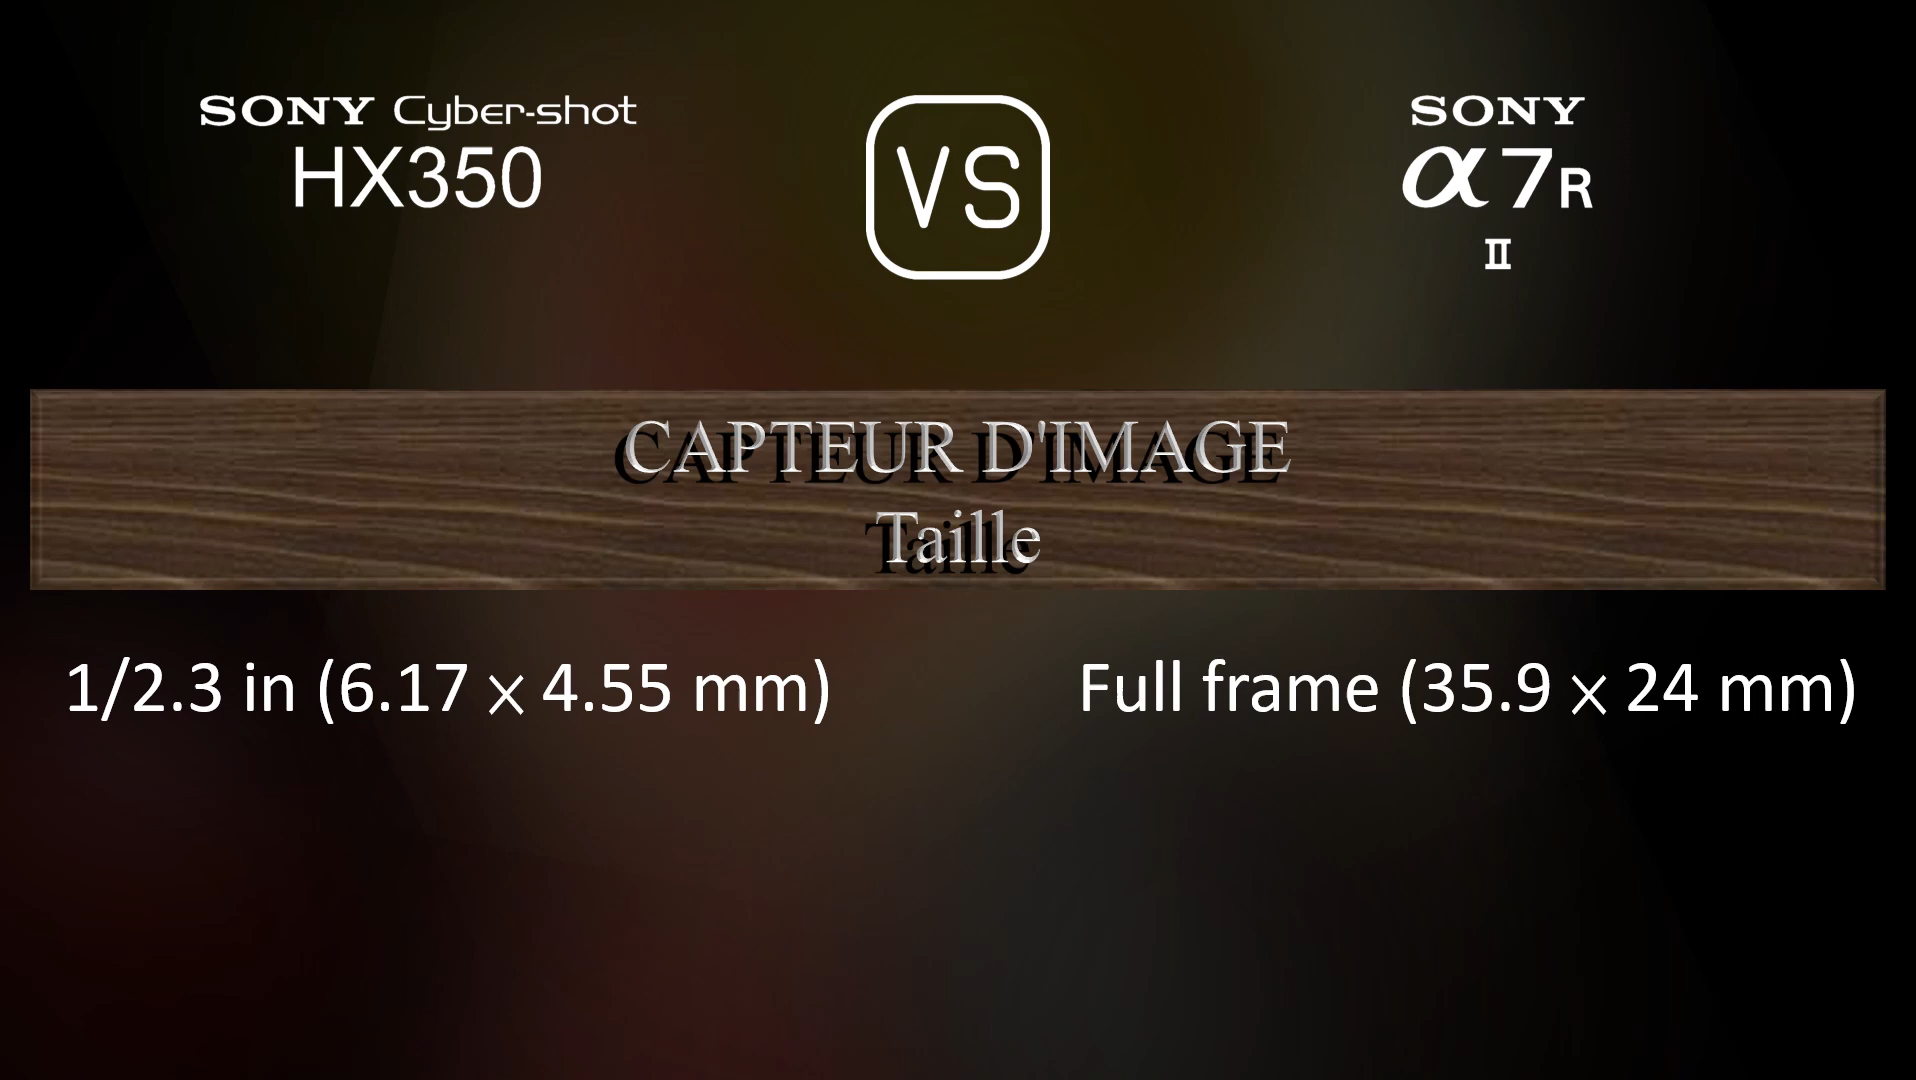 SONY Cyber-shot
HX350
VS
SONY
α7R
II
CAPTEUR D'IMAGE
Taille
1/2.3 in (6.17 x 4.55 mm)
Full frame (35.9 x 24 mm)